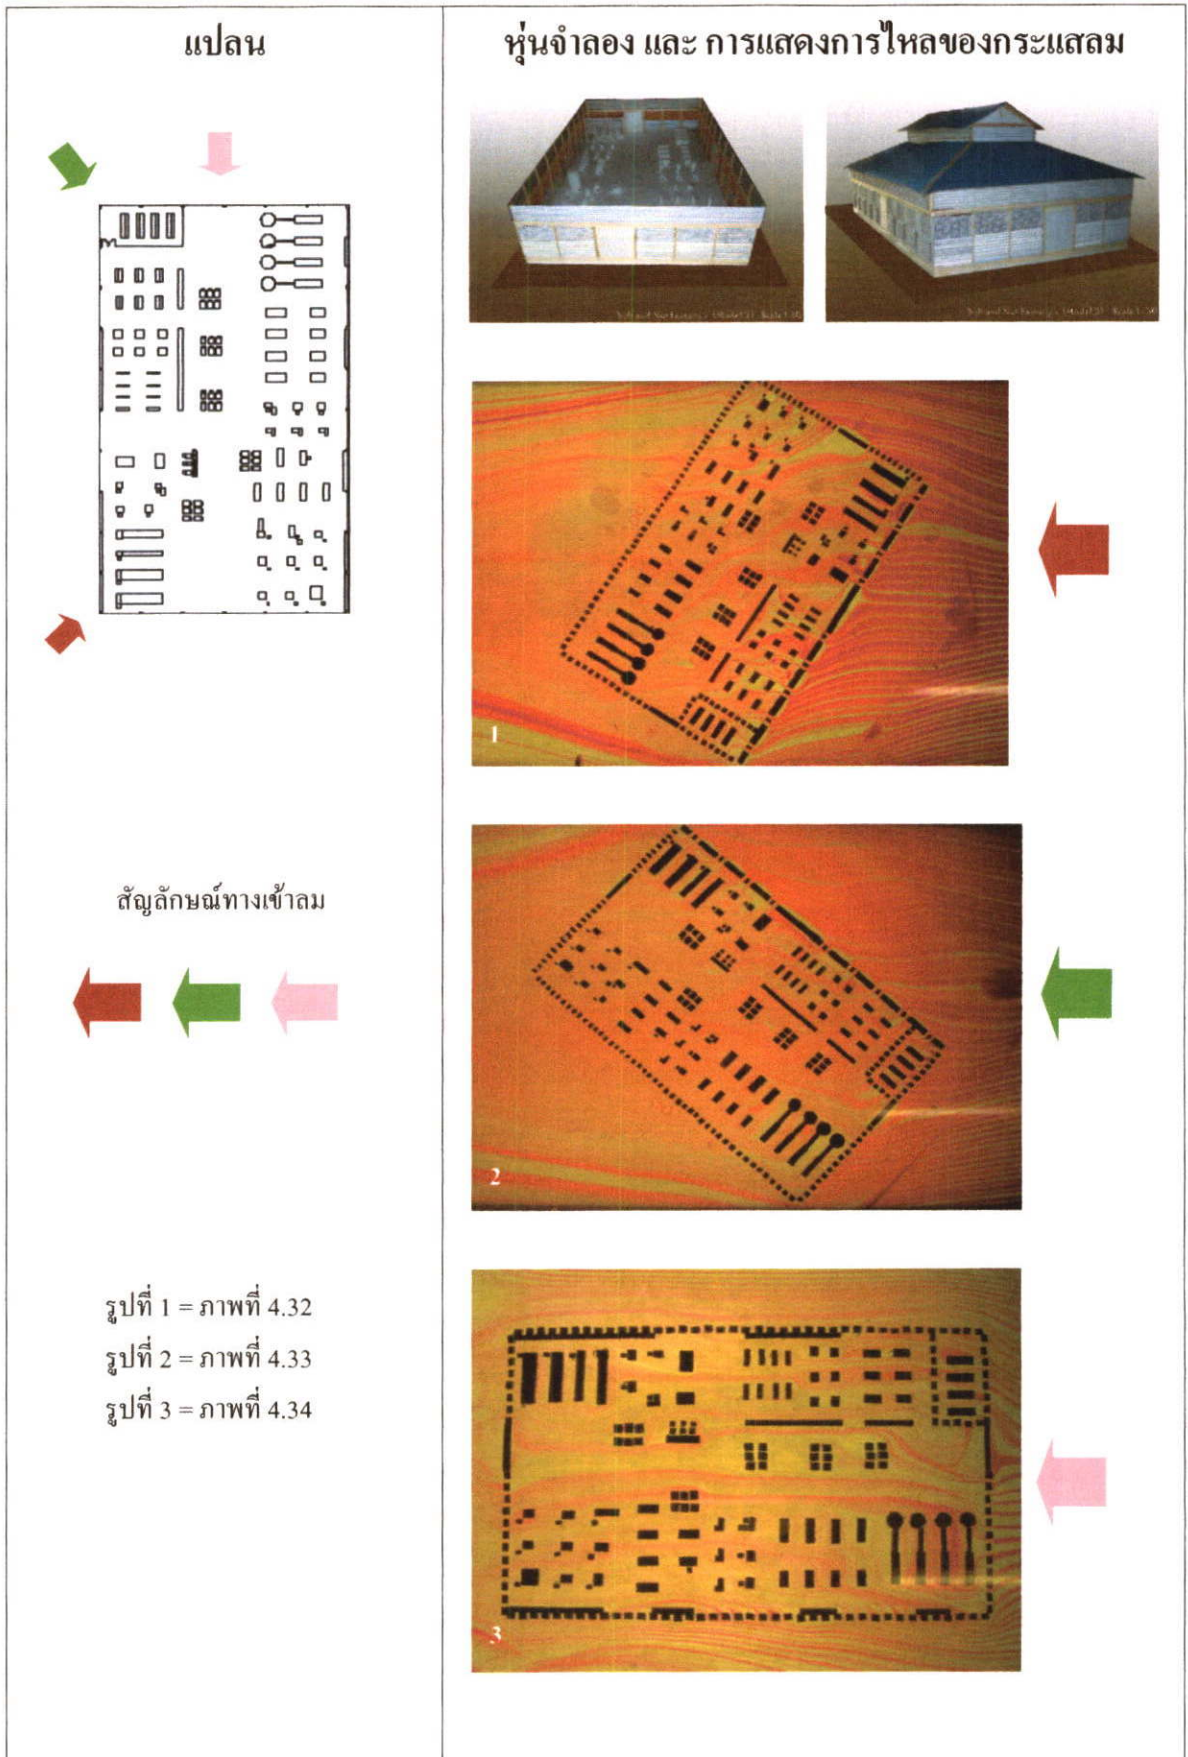 แปลน
หุ่นจำลอง และ การแสดงการไหลของกระแสลม
1
สัญลักษณ์ทางเข้าลม
2
รูปที่ 1 = ภาพที่ 4.32
รูปที่ 2 = ภาพที่ 4.33
รูปที่ 3 = ภาพที่ 4.34
3